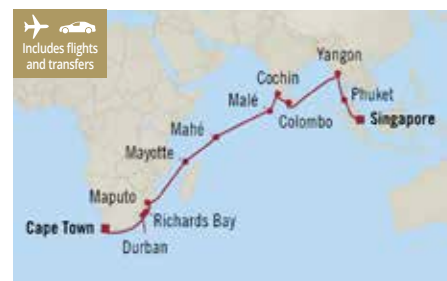 Includes flights
and transfers
Yangon
Cochin
Phuket
Malé
Colombo
Singapore
Mahé
Mayotte
Maputo
Richards Bay
Cape Town
Durban